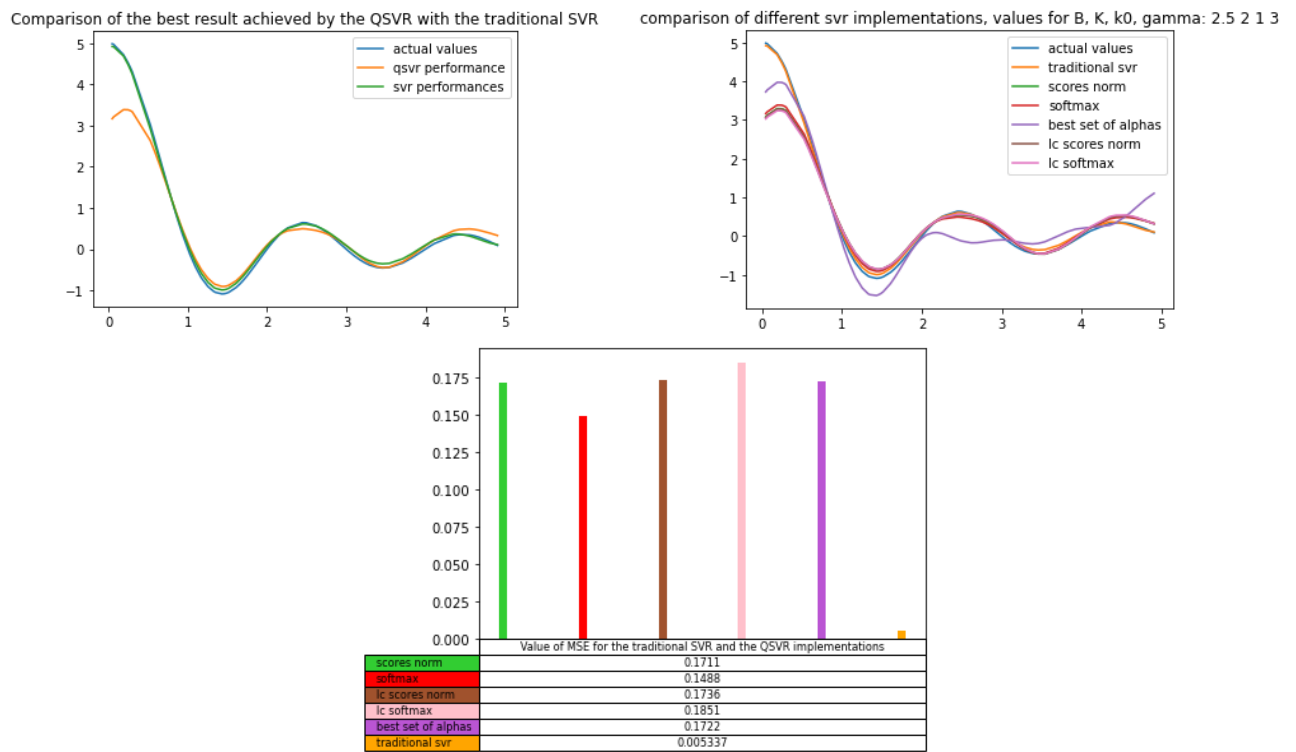 Comparison of the best result achieved by the QSVR with the traditional SVR
5
4
3
2
1
0
−1
0 1 2 3 4 5
actual values
qsvr performance
svr performances
comparison of different svr implementations, values for B, K, k0, gamma: 2.5 2 1 3
5
4
3
2
1
0
−1
0 1 2 3 4 5
actual values
traditional svr
scores norm
softmax
best set of alphas
lc scores norm
lc softmax
0.175
0.150
0.125
0.100
0.075
0.050
0.025
0.000
Value of MSE for the traditional SVR and the QSVR implementations
scores norm 0.1711
softmax 0.1488
lc scores norm 0.1736
lc softmax 0.1851
best set of alphas 0.1722
traditional svr 0.005337